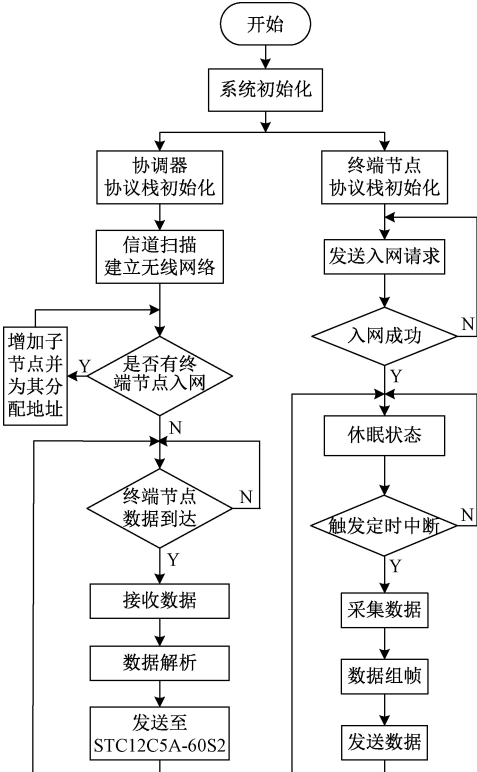 开始
系统初始化
协调器
协议栈初始化
终端节点
协议栈初始化
信道扫描
建立无线网络
发送入网请求
增加子
节点并
为其分
配地址
Y
是否有终
端节点入网
N
入网成功
N
Y
终端节点
数据到达
N
Y
休眠状态
触发定时中断
N
Y
接收数据
采集数据
数据解析
数据组帧
发送至
STC12C5A-60S2
发送数据